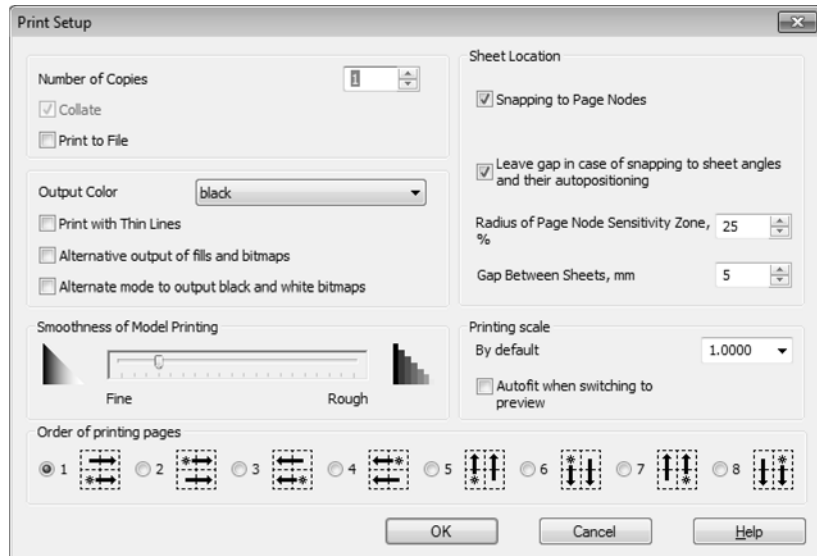 Print Setup
Number of Copies
1
Collate
Print to File
Output Color
black
Print with Thin Lines
Alternative output of fills and bitmaps
Alternate mode to output black and white bitmaps
Smoothness of Model Printing
Fine
Rough
Sheet Location
Snapping to Page Nodes
Leave gap in case of snapping to sheet angles
and their autopositioning
Radius of Page Node Sensitivity Zone,
%
25
Gap Between Sheets, mm
5
Printing scale
By default
1.0000
Autofit when switching to
preview
Order of printing pages
1 2 3 4 5 6 7 8
OK
Cancel
Help